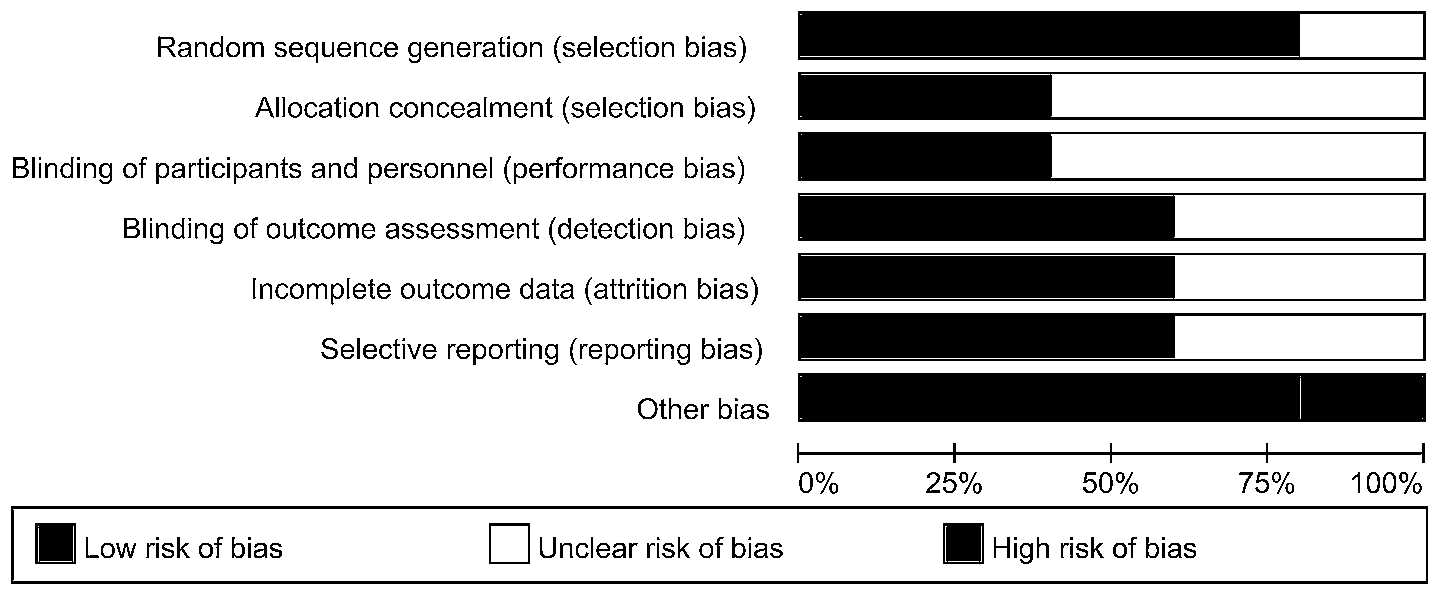 Random sequence generation (selection bias)
Allocation concealment (selection bias)
Blinding of participants and personnel (performance bias)
Blinding of outcome assessment (detection bias)
Incomplete outcome data (attrition bias)
Selective reporting (reporting bias)
Other bias
0% 25% 50% 75% 100%
Low risk of bias Unclear risk of bias High risk of bias